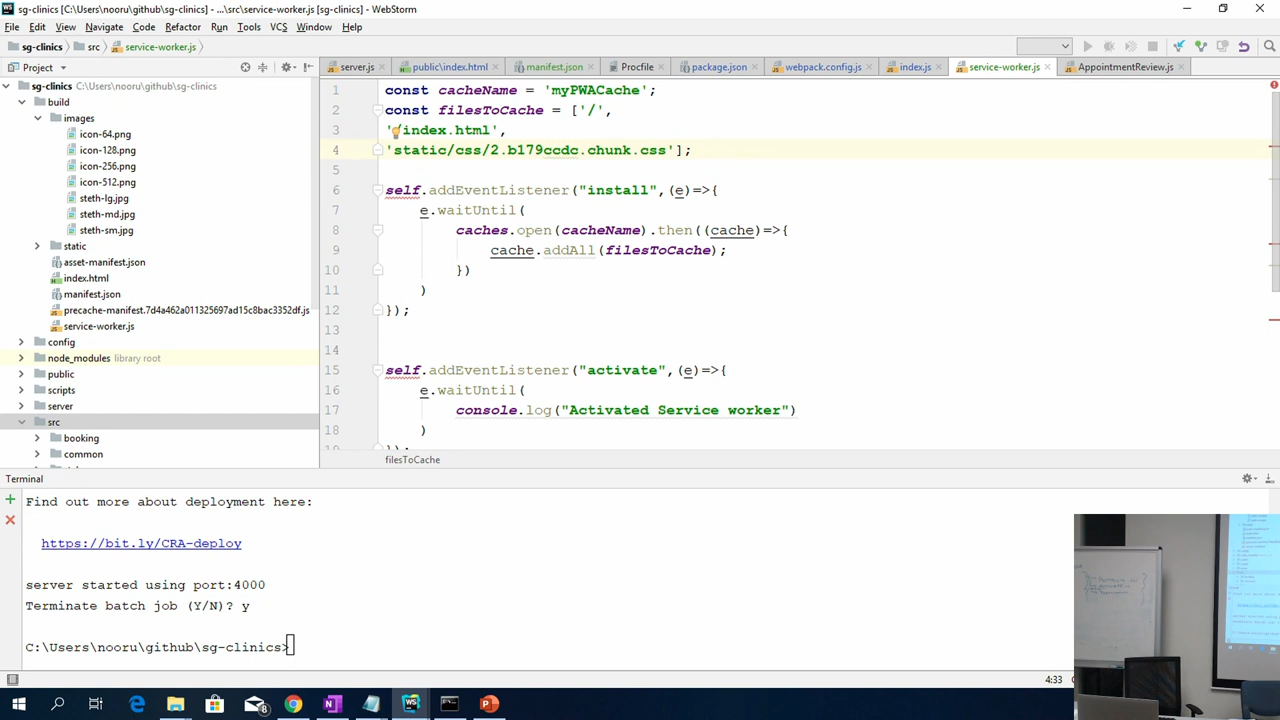 sg-clinics [C:\Users\nooru\github\sg-clinics] - ...\src\service-worker.js [sg-clinics] - WebStorm
File Edit View Navigate Code Refactor Run Tools VCS Window Help
sg-clinics src service-worker.js
Project
server.js public\index.html manifest.json Procfile package.json webpack.config.js index.js service-worker.js AppointmentReview.js
sg-clinics C:\Users\nooru\github\sg-clinics
build
images
icon-64.png
icon-128.png
icon-256.png
icon-512.png
steth-lg.jpg
steth-md.jpg
steth-sm.jpg
static
asset-manifest.json
index.html
manifest.json
precache-manifest.7d4a462a011325697ad15c8bac3352df.js
service-worker.js
config
node_modules library root
public
scripts
server
src
booking
common
1 const cacheName = 'myPWACache';
2 const filesToCache = ['/',
3 '/index.html',
4 'static/css/2.b179ccdc.chunk.css'];
5
6 self.addEventListener("install",(e)=>{
7 e.waitUntil(
8 caches.open(cacheName).then((cache)=>{
9 cache.addAll(filesToCache);
10 })
11 )
12 });
13
14
15 self.addEventListener("activate",(e)=>{
16 e.waitUntil(
17 console.log("Activated Service worker")
18 )
19 });
filesToCache
Terminal
Find out more about deployment here:
https://bit.ly/CRA-deploy
server started using port:4000
Terminate batch job (Y/N)? y
C:\Users\nooru\github\sg-clinics>
4:33